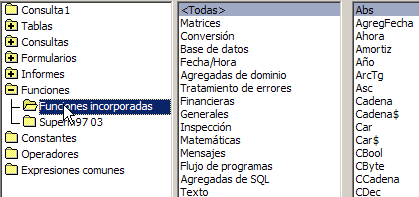 Consulta1
Tablas
Consultas
Formularios
Informes
Funciones
Funciones incorporadas
97 03
Constantes
Operadores
Expresiones comunes
<Todas>
Matrices
Conversión
Base de datos
Fecha/Hora
Agregadas de dominio
Tratamiento de errores
Financieras
Generales
Inspección
Matemáticas
Mensajes
Flujo de programas
Agregadas de SQL
Texto
Abs
AgregFecha
Ahora
Amortiz
Año
ArcTg
Asc
Cadena
Cadena$
Car
Car$
CBool
CByte
CCadena
CDec